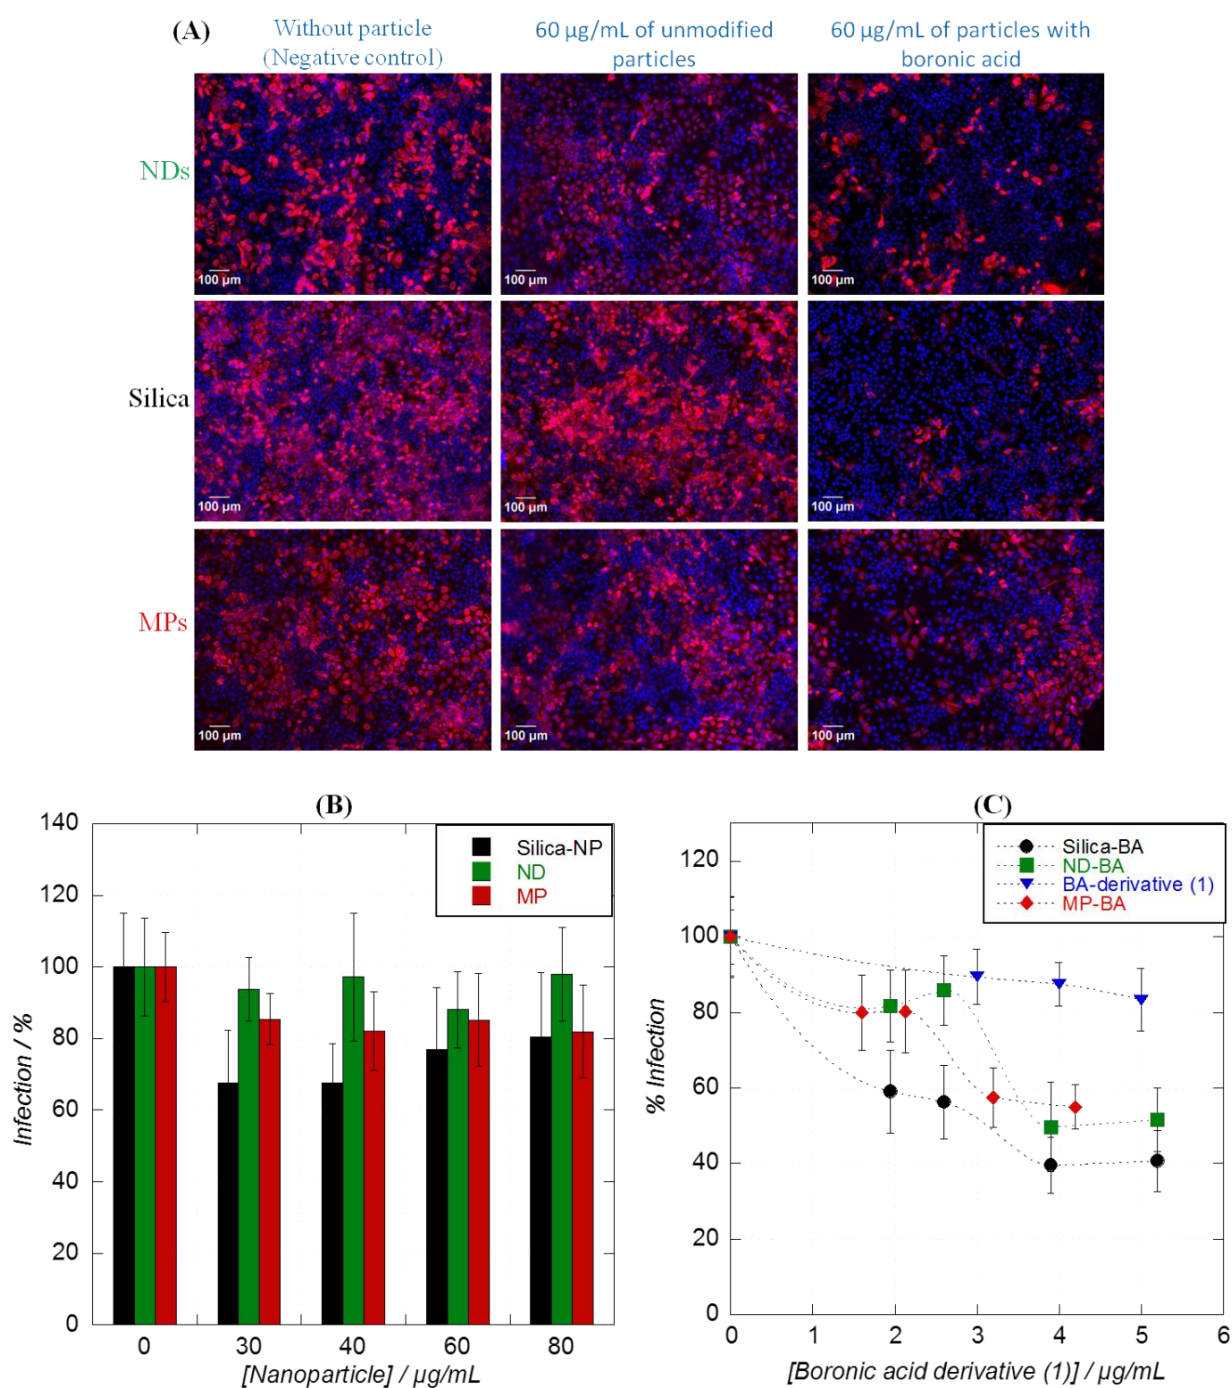 (A)
Without particle
(Negative control)
60 µg/mL of unmodified
particles
60 µg/mL of particles with
boronic acid
NDs
100 µm
100 µm
100 µm
Silica
100 µm
100 µm
100 µm
MPs
100 µm
100 µm
100 µm
(B)
Infection / %
140
120
100
80
60
40
20
0
Silica-NP
ND
MP
0 30 40 60 80
[Nanoparticle] / µg/mL
(C)
% Infection
120
100
80
60
40
20
0
Silica-BA
ND-BA
BA-derivative (1)
MP-BA
0 1 2 3 4 5 6
[Boronic acid derivative (1)] / µg/mL